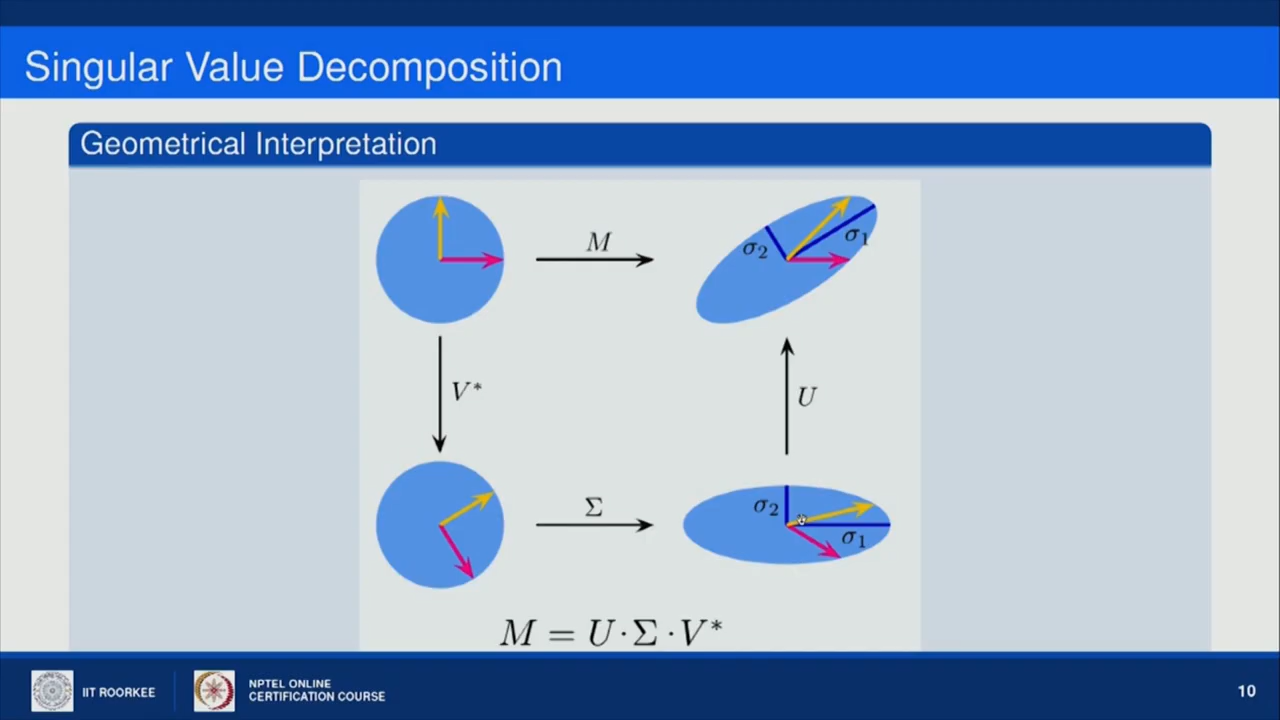 Singular Value Decomposition
Geometrical Interpretation
M
σ₂
σ₁
V*
U
Σ
σ₂
σ₁
M = U · Σ · V*
IIT ROORKEE
NPTEL ONLINE
CERTIFICATION COURSE
10